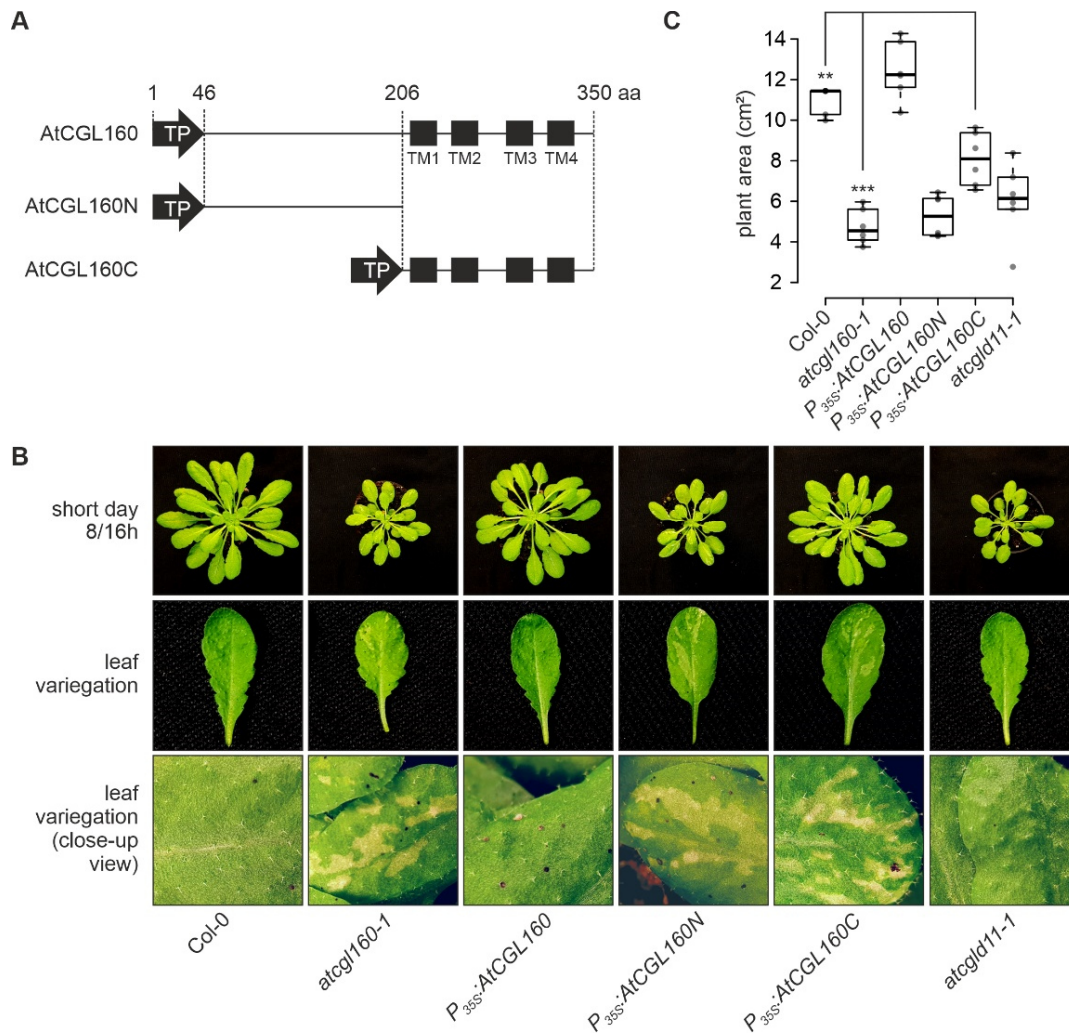 A
1 46 206 350 aa
AtCGL160 TP
TM1 TM2 TM3 TM4
AtCGL160N TP
AtCGL160C TP
C
plant area (cm²)
14
12
10
8
6
4
2
**
***
Col-0
atcgl160-1
P35S:AtCGL160
P35S:AtCGL160N
P35S:AtCGL160C
atcgld11-1
B
short day
8/16h
leaf
variegation
leaf
variegation
(close-up
view)
Col-0
atcgl160-1
P35S:AtCGL160
P35S:AtCGL160N
P35S:AtCGL160C
atcgld11-1